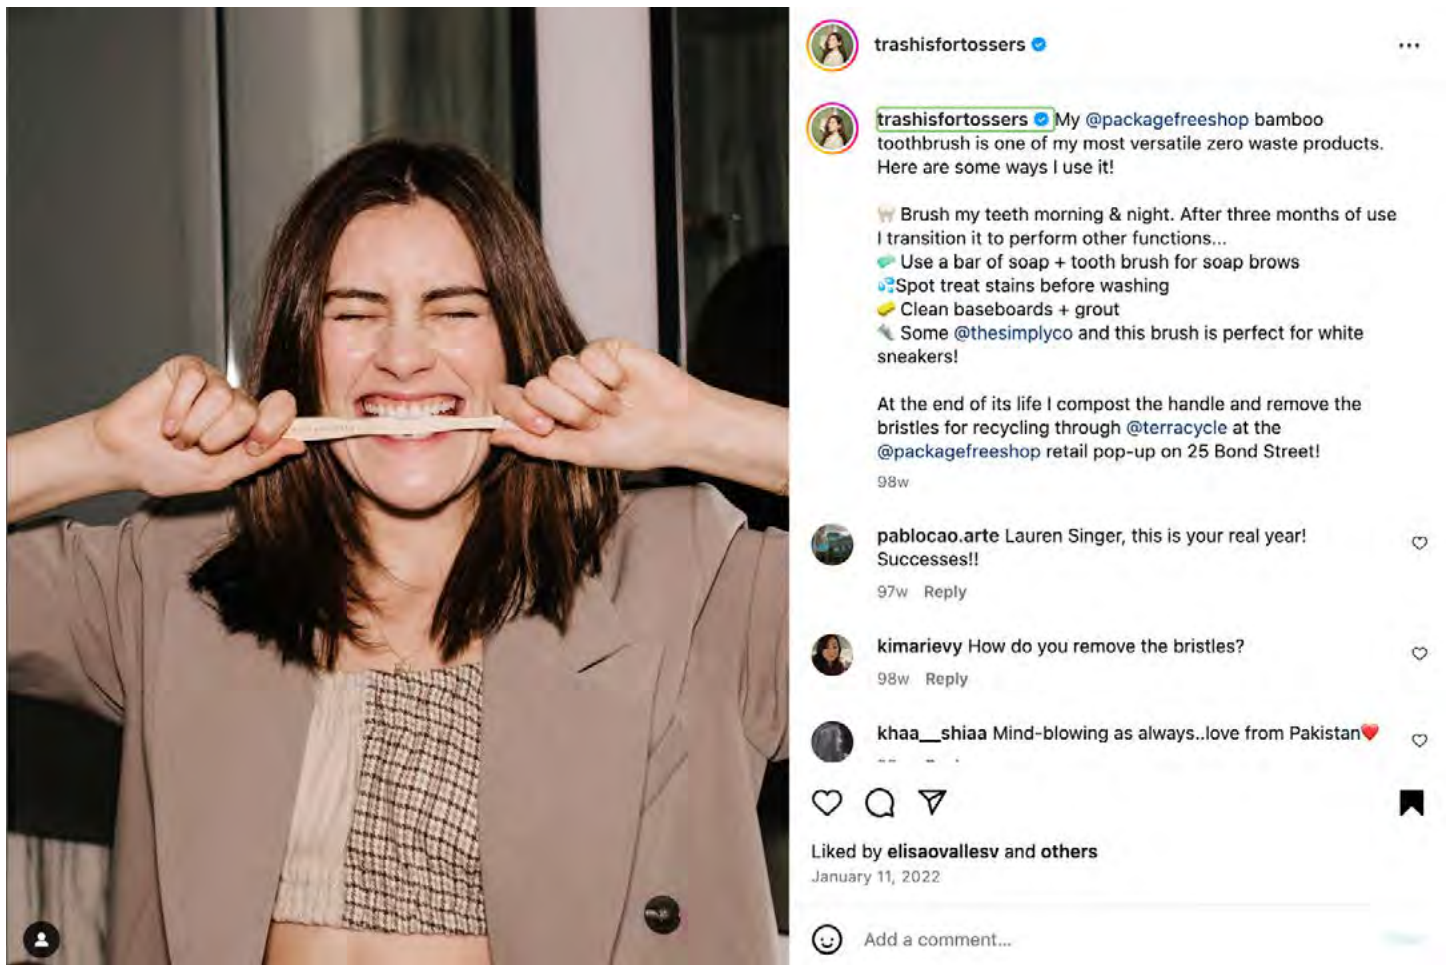 trashisfortossers
trashisfortossers My @packagefreeshop bamboo
toothbrush is one of my most versatile zero waste products.
Here are some ways I use it!
🦷 Brush my teeth morning & night. After three months of use
I transition it to perform other functions...
🧼 Use a bar of soap + tooth brush for soap brows
💦Spot treat stains before washing
🧽 Clean baseboards + grout
👟 Some @thesimplyco and this brush is perfect for white
sneakers!
At the end of its life I compost the handle and remove the
bristles for recycling through @terracycle at the
@packagefreeshop retail pop-up on 25 Bond Street!
98w
pablocao.arte Lauren Singer, this is your real year!
Successes!!
97w Reply
kimarievy How do you remove the bristles?
98w Reply
khaa__shiaa Mind-blowing as always..love from Pakistan❤️
Liked by elisaovallesv and others
January 11, 2022
Add a comment...